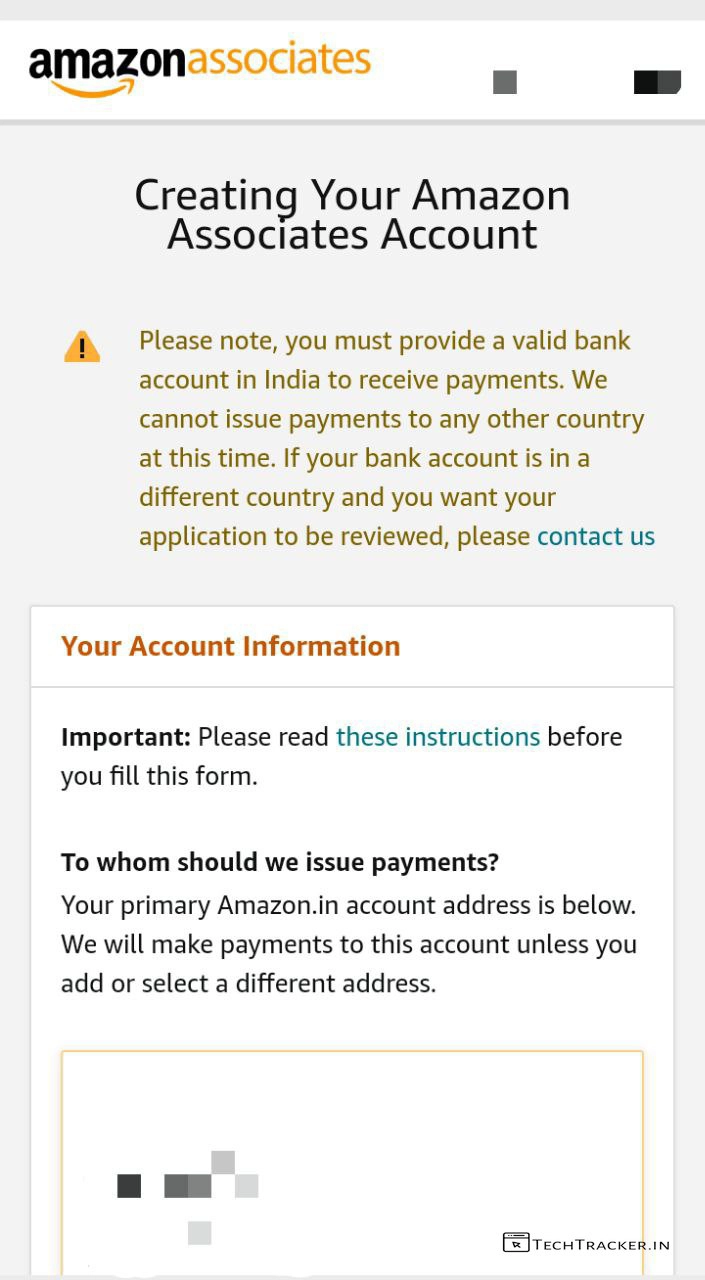 amazonassociates
Creating Your Amazon
Associates Account
Please note, you must provide a valid bank
account in India to receive payments. We
cannot issue payments to any other country
at this time. If your bank account is in a
different country and you want your
application to be reviewed, please contact us
Your Account Information
Important: Please read these instructions before
you fill this form.
To whom should we issue payments?
Your primary Amazon.in account address is below.
We will make payments to this account unless you
add or select a different address.
TECHTRACKER.IN